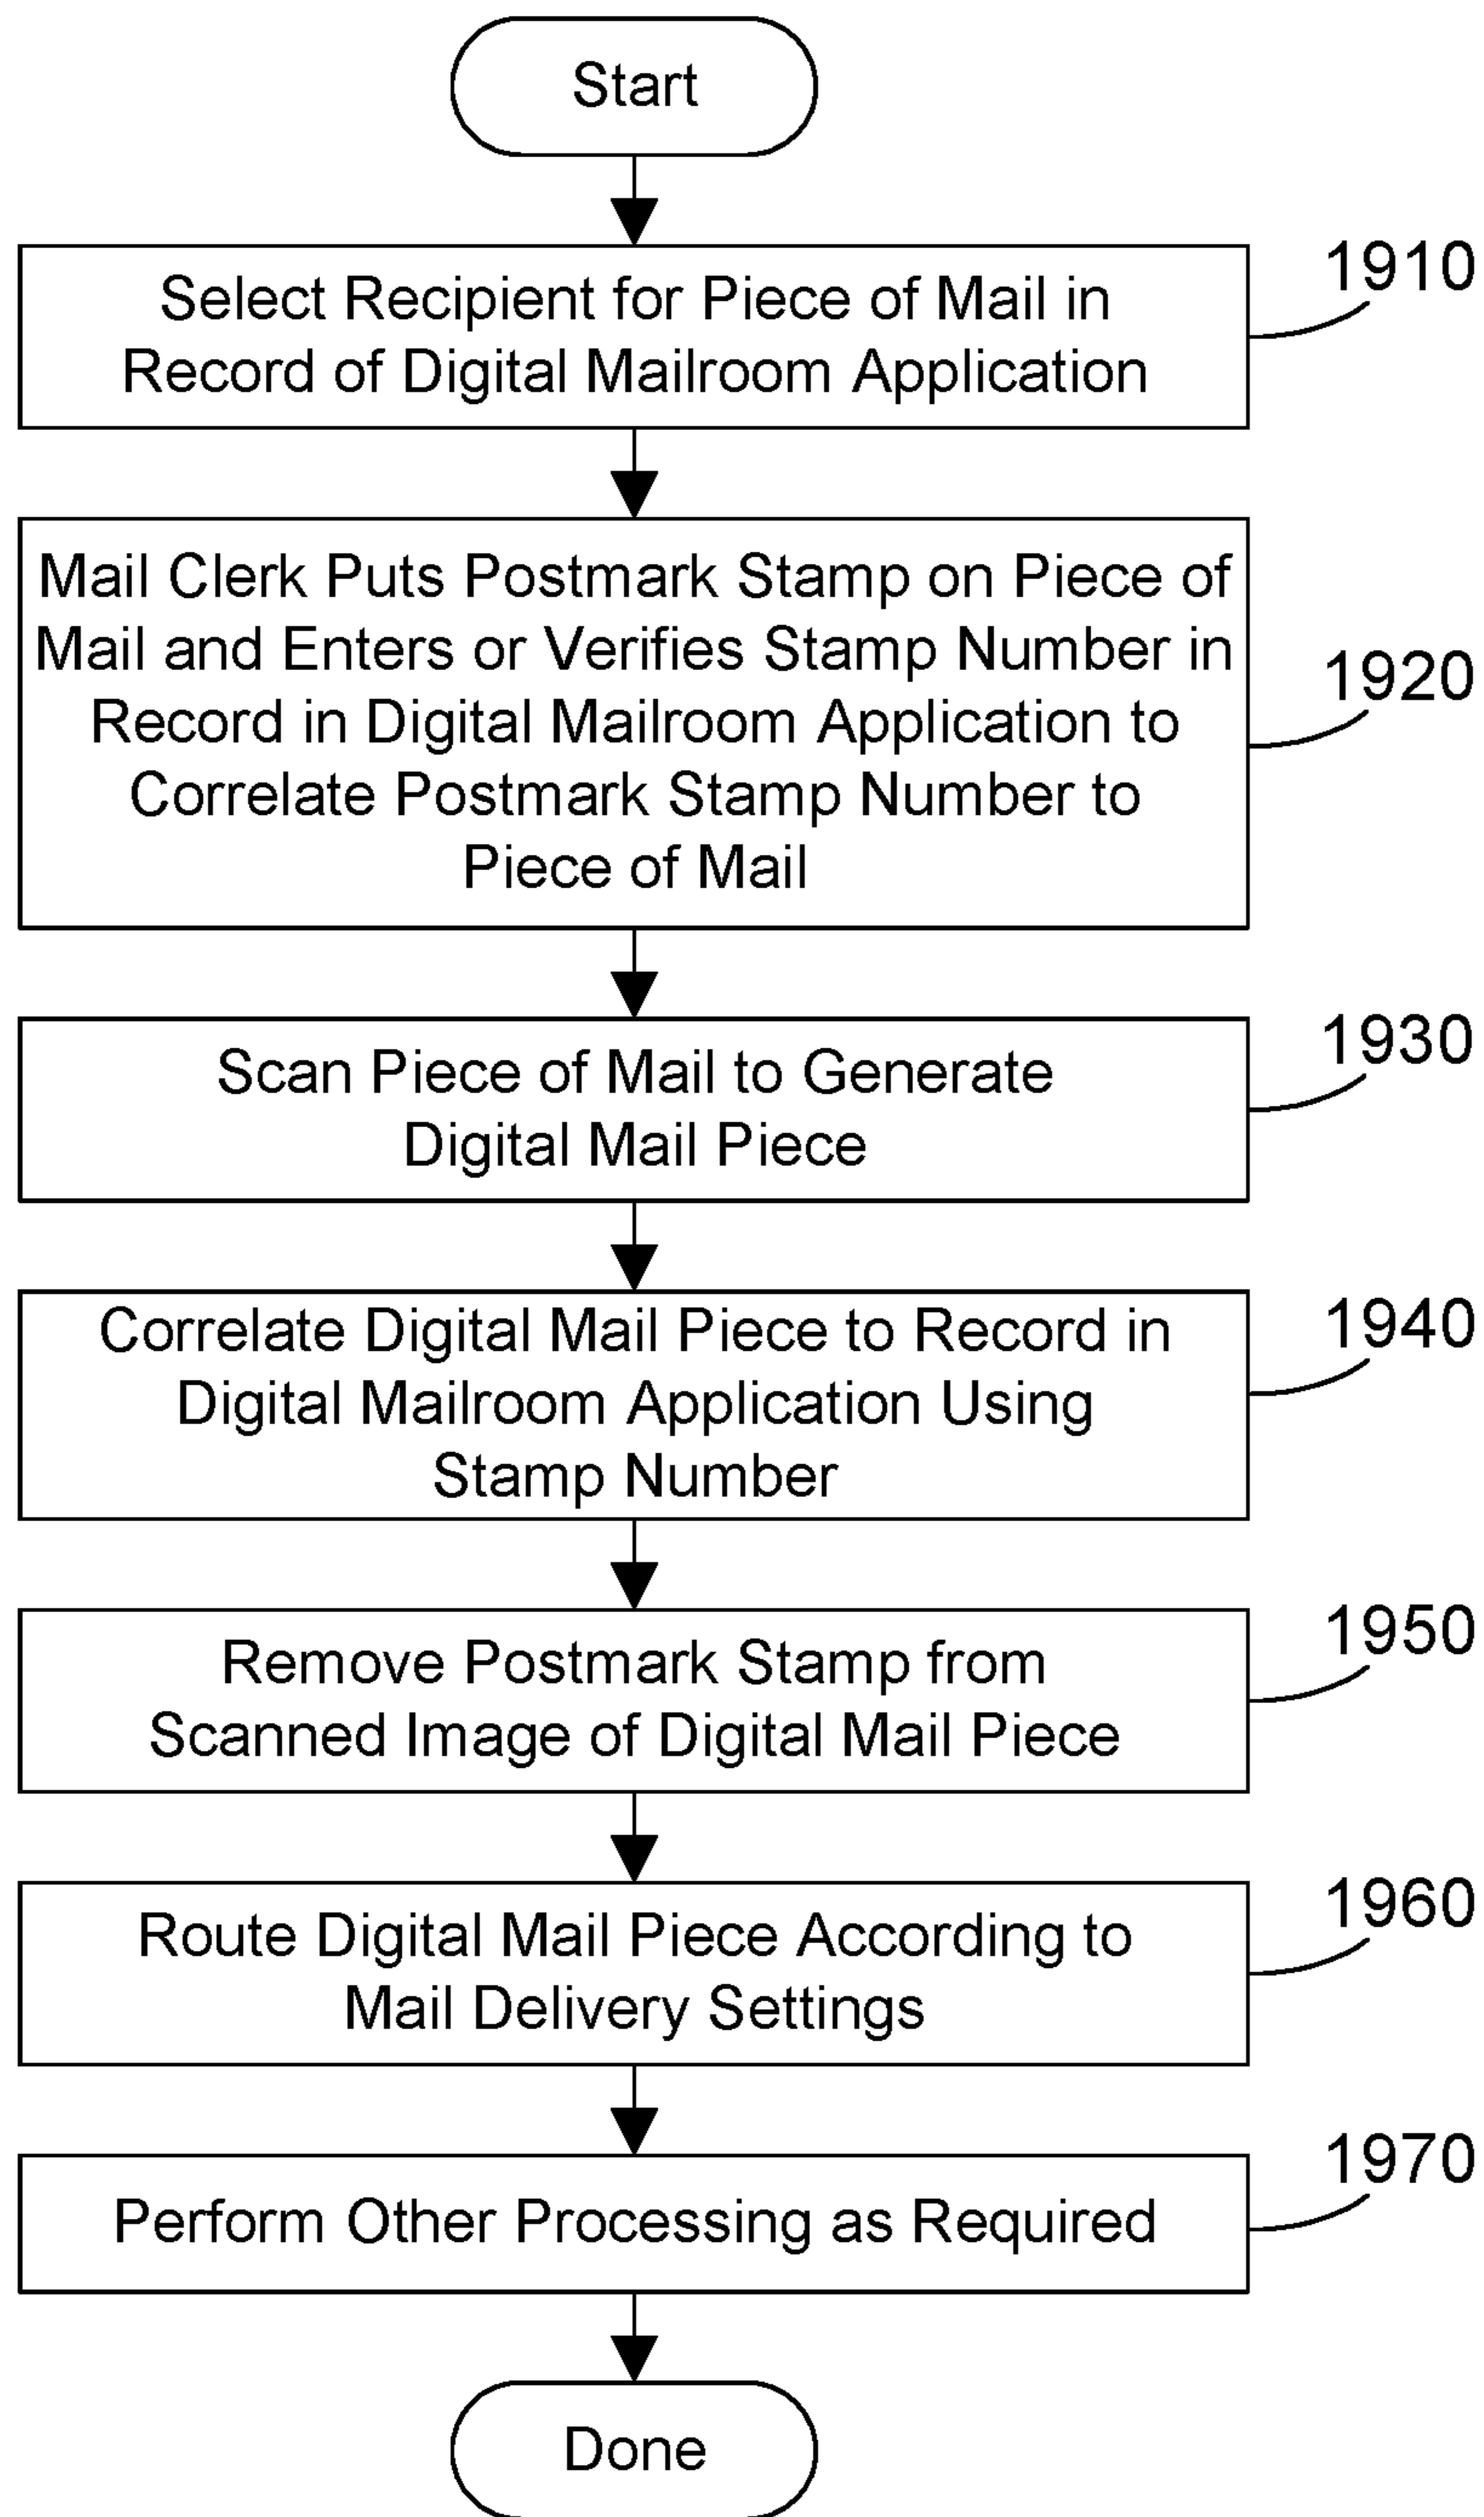 Start
Select Recipient for Piece of Mail in
Record of Digital Mailroom Application
1910
Mail Clerk Puts Postmark Stamp on Piece of
Mail and Enters or Verifies Stamp Number in
Record in Digital Mailroom Application to
Correlate Postmark Stamp Number to
Piece of Mail
1920
Scan Piece of Mail to Generate
Digital Mail Piece
1930
Correlate Digital Mail Piece to Record in
Digital Mailroom Application Using
Stamp Number
1940
Remove Postmark Stamp from
Scanned Image of Digital Mail Piece
1950
Route Digital Mail Piece According to
Mail Delivery Settings
1960
Perform Other Processing as Required
1970
Done